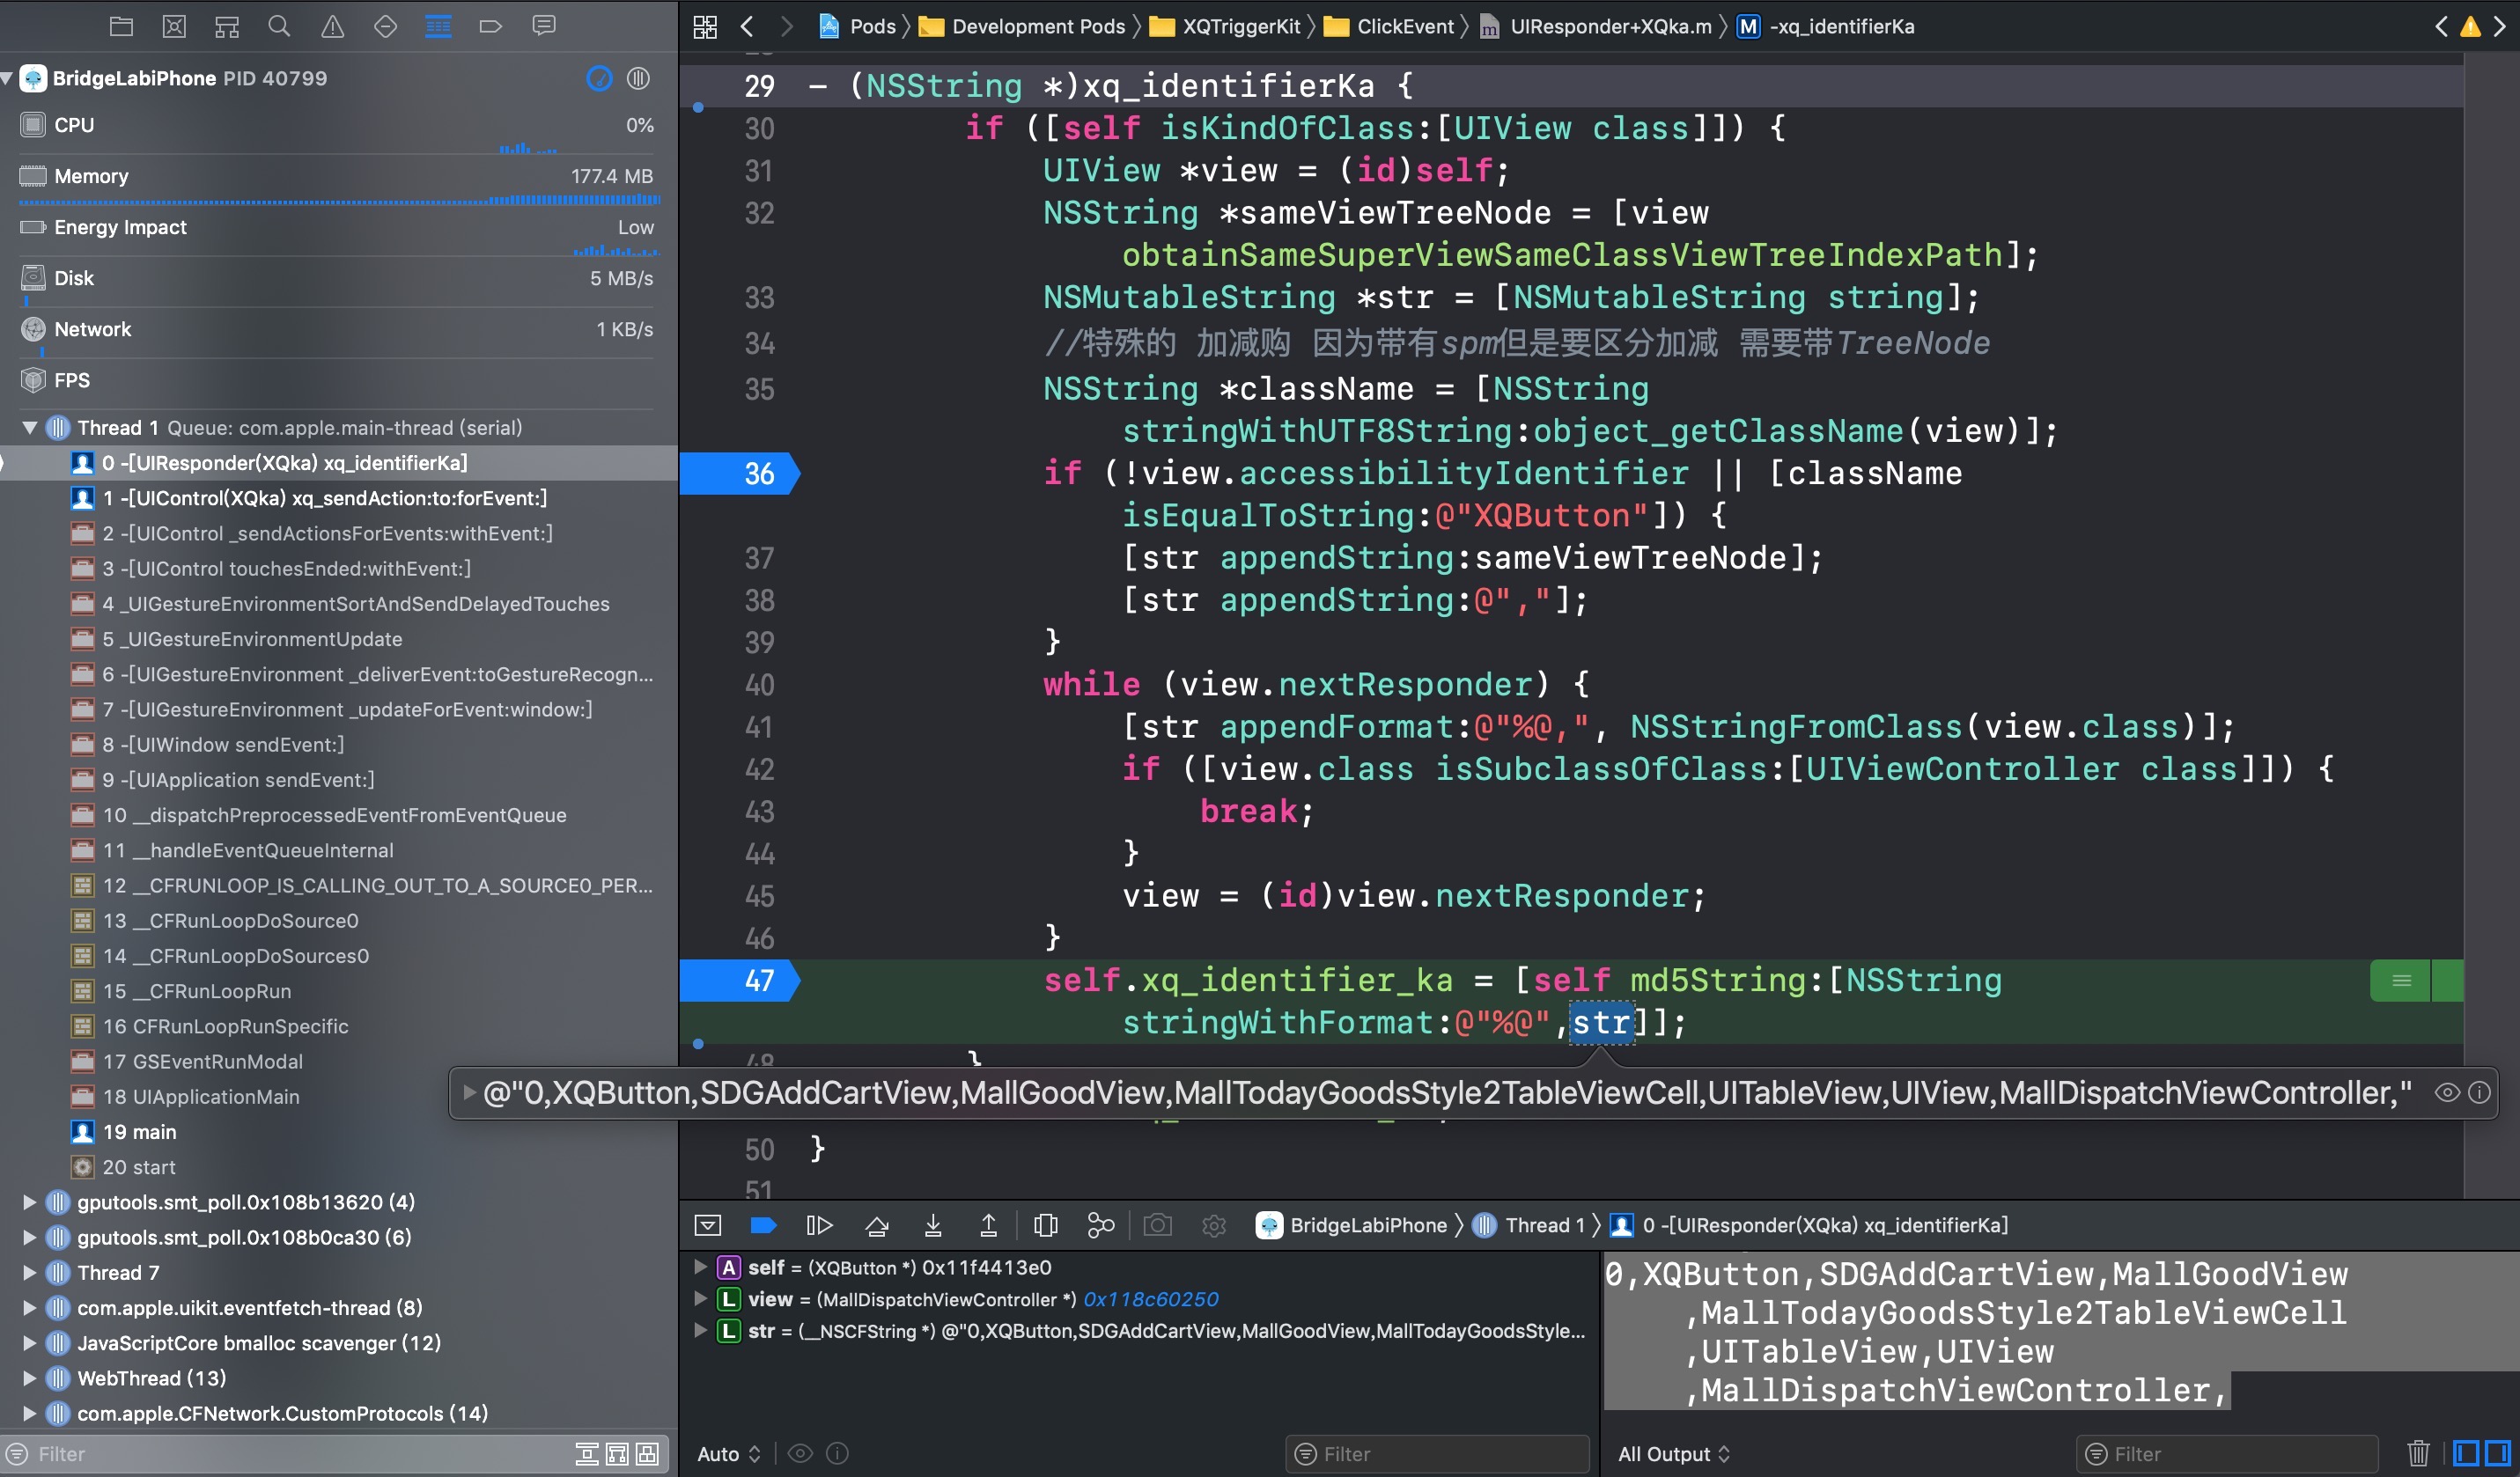 BridgeLabiPhone PID 40799
CPU 0%
Memory 177.4 MB
Energy Impact Low
Disk 5 MB/s
Network 1 KB/s
FPS
Thread 1 Queue: com.apple.main-thread (serial)
0 -[UIResponder(XQka) xq_identifierKa]
1 -[UIControl(XQka) xq_sendAction:to:forEvent:]
2 -[UIControl _sendActionsForEvents:withEvent:]
3 -[UIControl touchesEnded:withEvent:]
4 _UIGestureEnvironmentSortAndSendDelayedTouches
5 _UIGestureEnvironmentUpdate
6 -[UIGestureEnvironment _deliverEvent:toGestureRecogn...
7 -[UIGestureEnvironment _updateForEvent:window:]
8 -[UIWindow sendEvent:]
9 -[UIApplication sendEvent:]
10 __dispatchPreprocessedEventFromEventQueue
11 __handleEventQueueInternal
12 __CFRUNLOOP_IS_CALLING_OUT_TO_A_SOURCE0_PER...
13 __CFRunLoopDoSource0
14 __CFRunLoopDoSources0
15 __CFRunLoopRun
16 CFRunLoopRunSpecific
17 GSEventRunModal
18 UIApplicationMain
19 main
20 start
gputools.smt_poll.0x108b13620 (4)
gputools.smt_poll.0x108b0ca30 (6)
Thread 7
com.apple.uikit.eventfetch-thread (8)
JavaScriptCore bmalloc scavenger (12)
WebThread (13)
com.apple.CFNetwork.CustomProtocols (14)
Filter
Pods 〉 Development Pods 〉 XQTriggerKit 〉 ClickEvent 〉 m UIResponder+XQka.m 〉 M -xq_identifierKa
29 - (NSString *)xq_identifierKa {
30 if ([self isKindOfClass:[UIView class]]) {
31 UIView *view = (id)self;
32 NSString *sameViewTreeNode = [view
obtainSameSuperViewSameClassViewTreeIndexPath];
33 NSMutableString *str = [NSMutableString string];
34 //特殊的 加减购 因为带有spm但是要区分加减 需要带TreeNode
35 NSString *className = [NSString
stringWithUTF8String:object_getClassName(view)];
36 if (!view.accessibilityIdentifier || [className
isEqualToString:@"XQButton"]) {
37 [str appendString:sameViewTreeNode];
38 [str appendString:@","];
39 }
40 while (view.nextResponder) {
41 [str appendFormat:@"%@,", NSStringFromClass(view.class)];
42 if ([view.class isSubclassOfClass:[UIViewController class]]) {
43 break;
44 }
45 view = (id)view.nextResponder;
46 }
47 self.xq_identifier_ka = [self md5String:[NSString
stringWithFormat:@"%@",str]];
48 }
@"0,XQButton,SDGAddCartView,MallGoodView,MallTodayGoodsStyle2TableViewCell,UITableView,UIView,MallDispatchViewController,"
50 }
51
BridgeLabiPhone 〉 Thread 1 〉 0 -[UIResponder(XQka) xq_identifierKa]
A self = (XQButton *) 0x11f4413e0
L view = (MallDispatchViewController *) 0x118c60250
L str = (__NSCFString *) @"0,XQButton,SDGAddCartView,MallGoodView,MallTodayGoodsStyle...
Auto
Filter
0,XQButton,SDGAddCartView,MallGoodView
,MallTodayGoodsStyle2TableViewCell
,UITableView,UIView
,MallDispatchViewController,
All Output
Filter